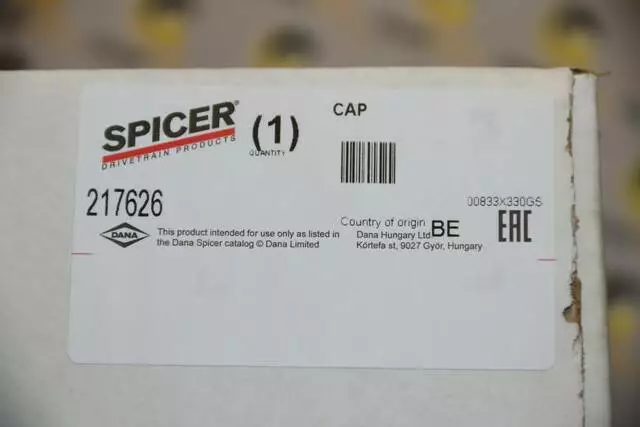 SPICER®
DRIVETRAIN PRODUCTS
(1)
QUANTITY
CAP
217626
00833X330GS
DANA
This product intended for use only as listed in
the Dana Spicer catalog © Dana Limited
Country of origin BE
Dana Hungary Ltd
Körtefa st, 9027 Győr, Hungary
EAC